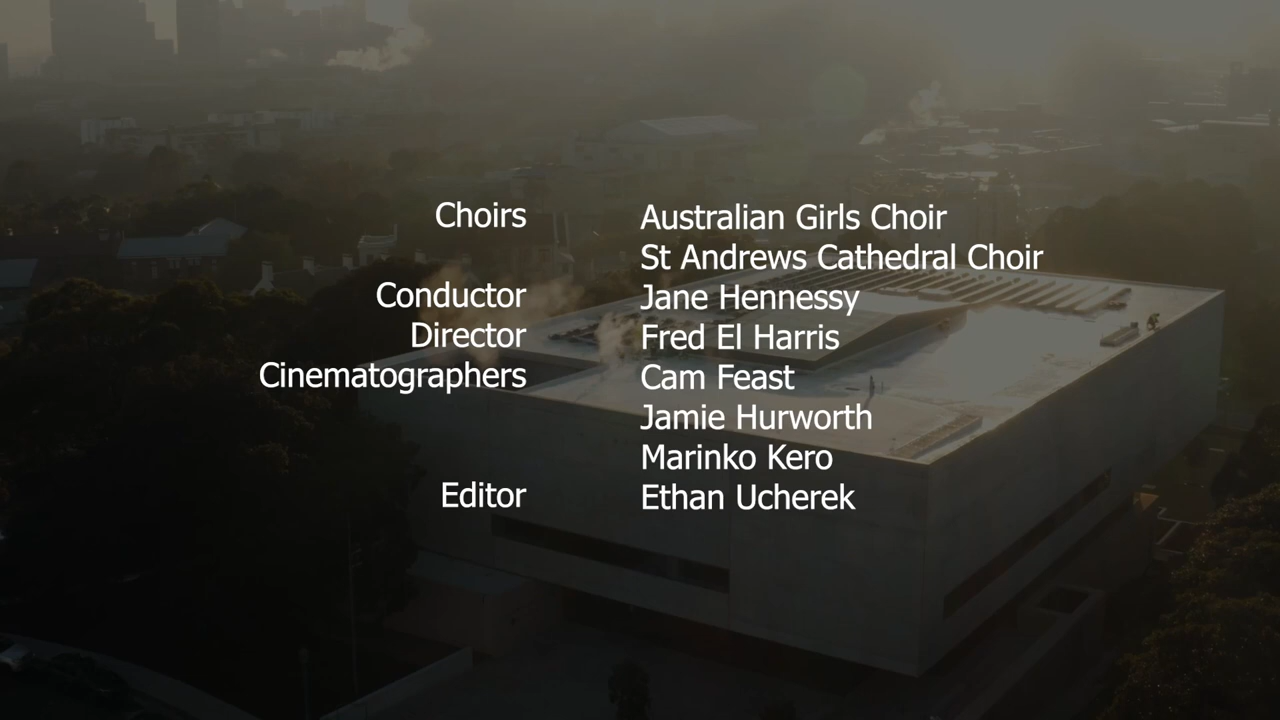 Choirs Australian Girls Choir
St Andrews Cathedral Choir
Conductor Jane Hennessy
Director Fred El Harris
Cinematographers Cam Feast
Jamie Hurworth
Marinko Kero
Editor Ethan Ucherek